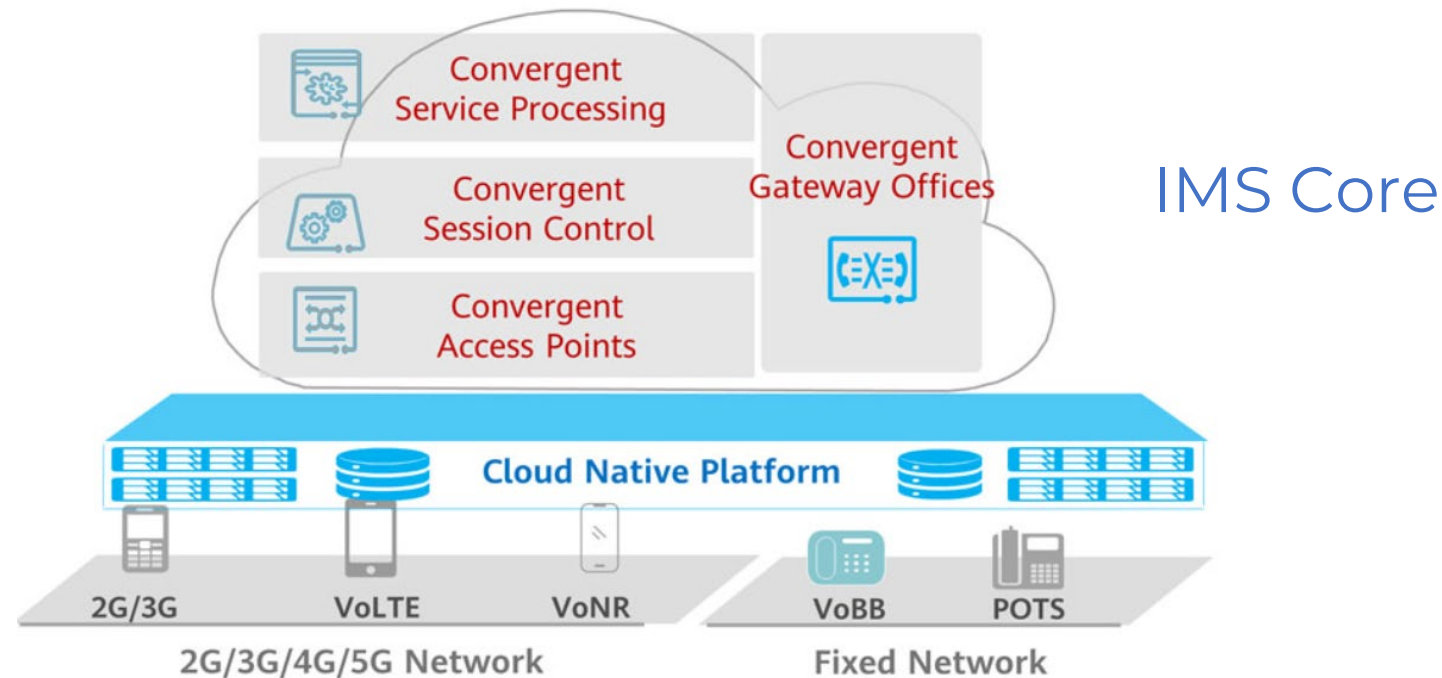 Convergent
Service Processing
Convergent
Session Control
Convergent
Access Points
Convergent
Gateway Offices
IMS Core
Cloud Native Platform
2G/3G
VoLTE
VoNR
VoBB
POTS
2G/3G/4G/5G Network
Fixed Network